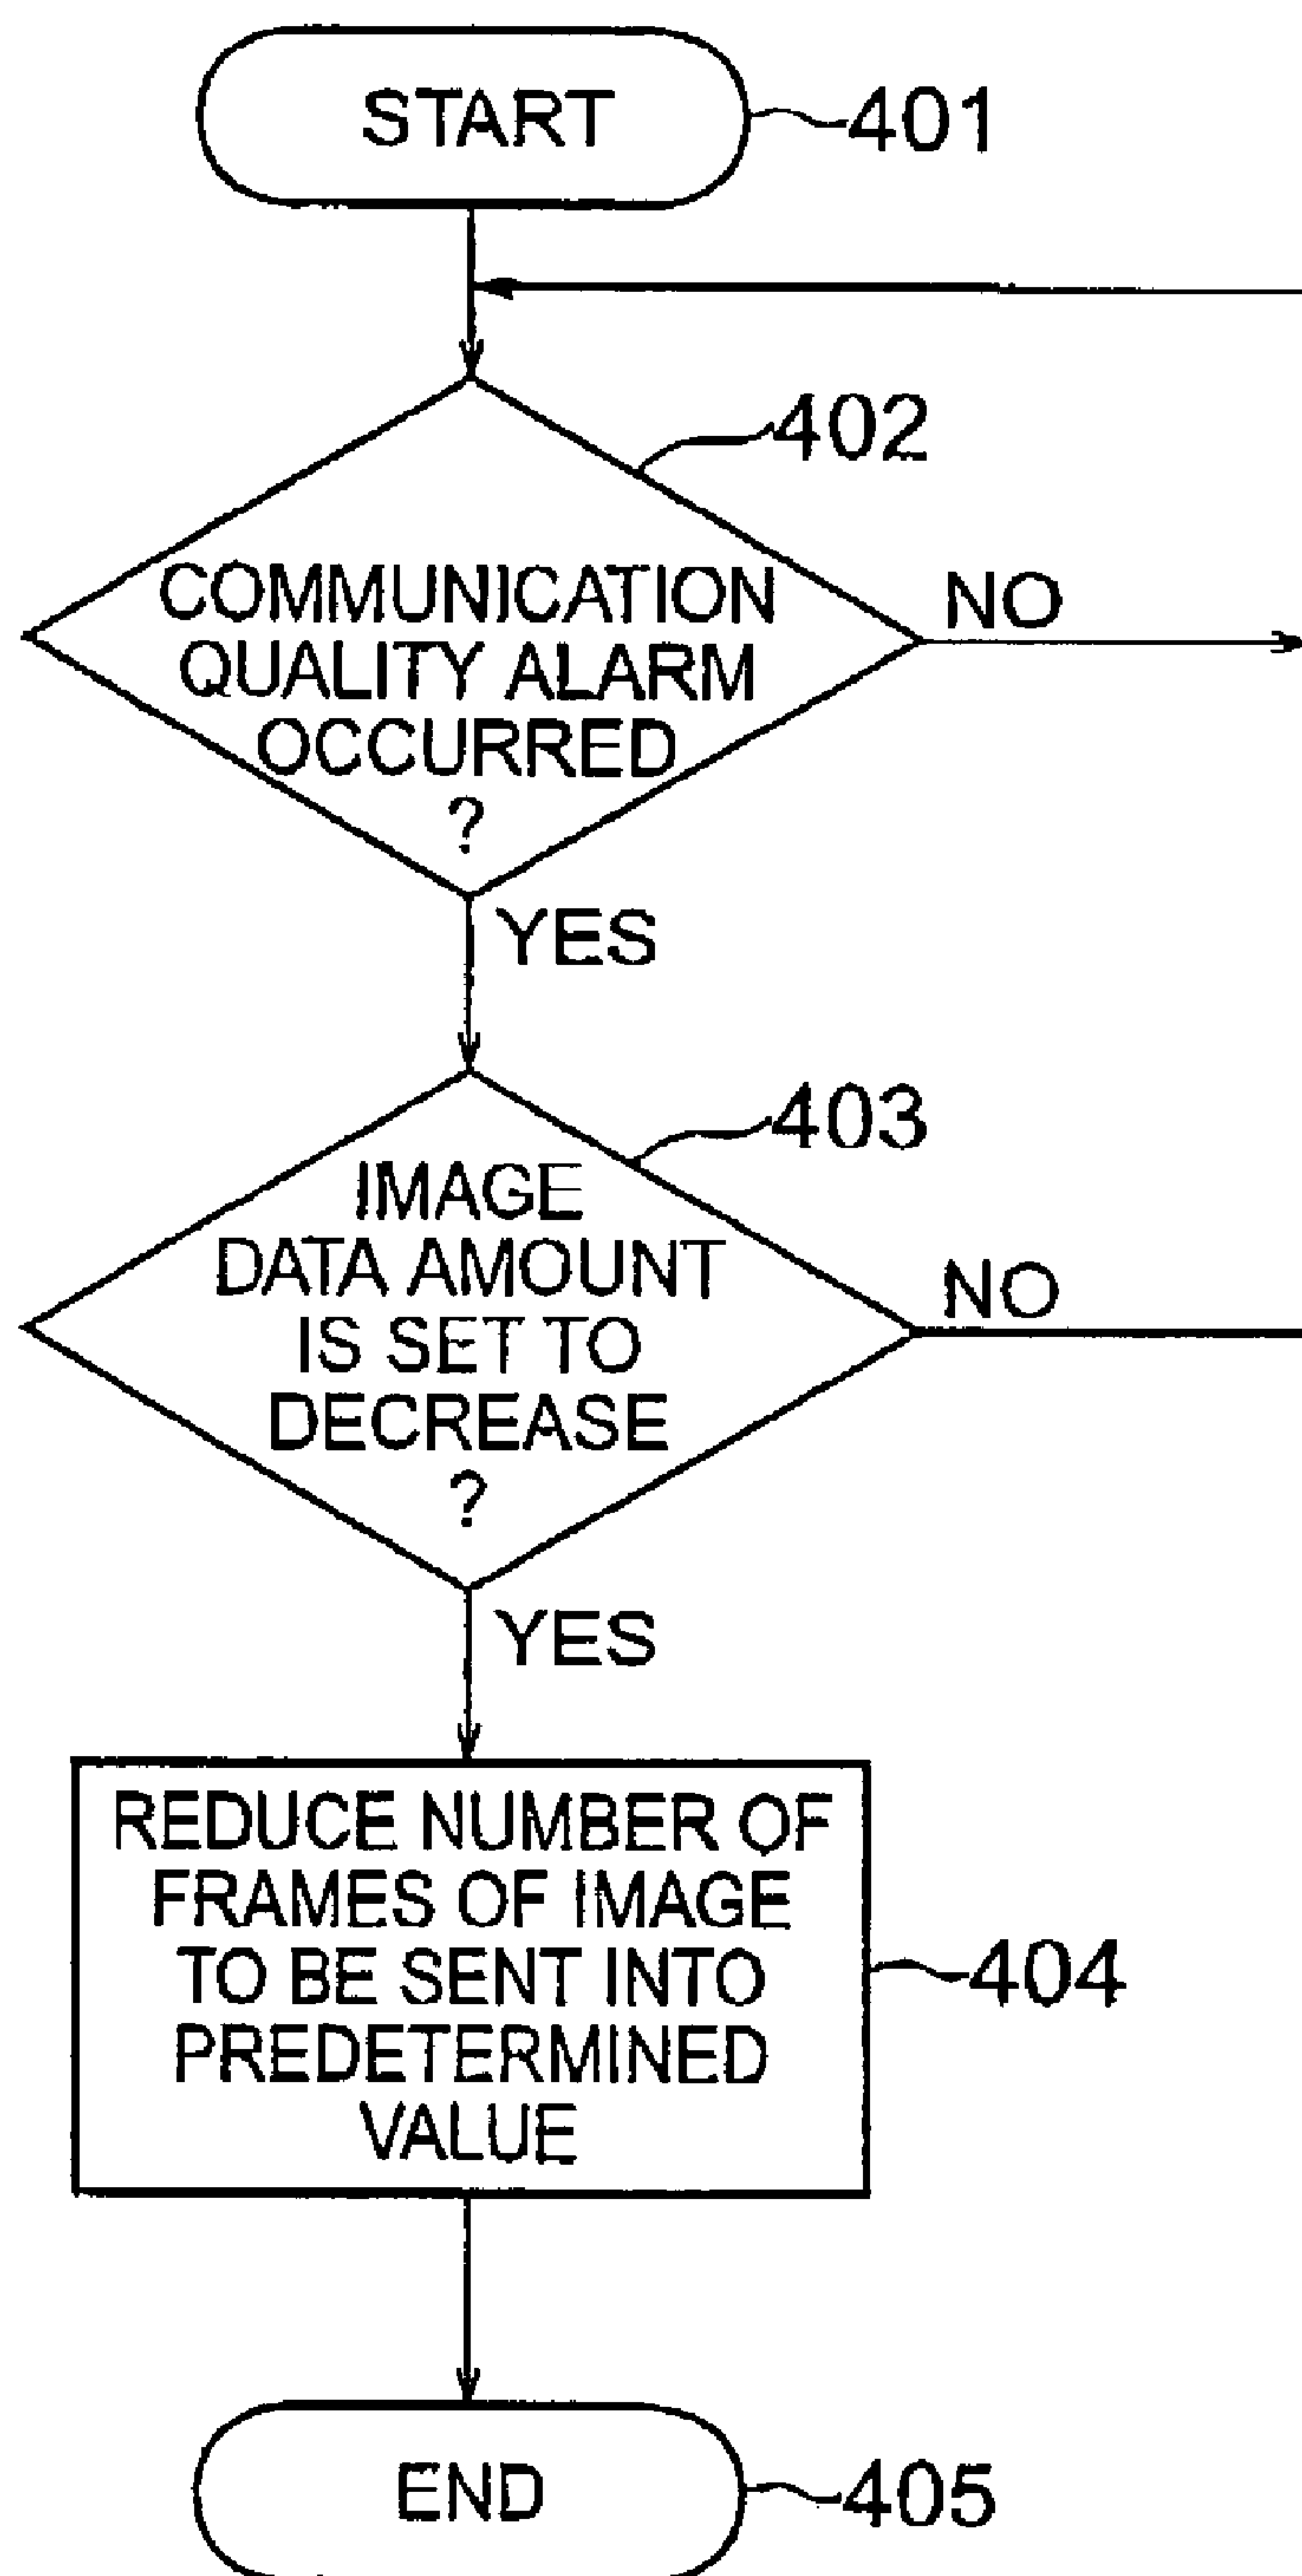 START
401
402
COMMUNICATION
QUALITY ALARM
OCCURRED
?
NO
YES
403
IMAGE
DATA AMOUNT
IS SET TO
DECREASE
?
NO
YES
REDUCE NUMBER OF
FRAMES OF IMAGE
TO BE SENT INTO
PREDETERMINED
VALUE
404
END
405